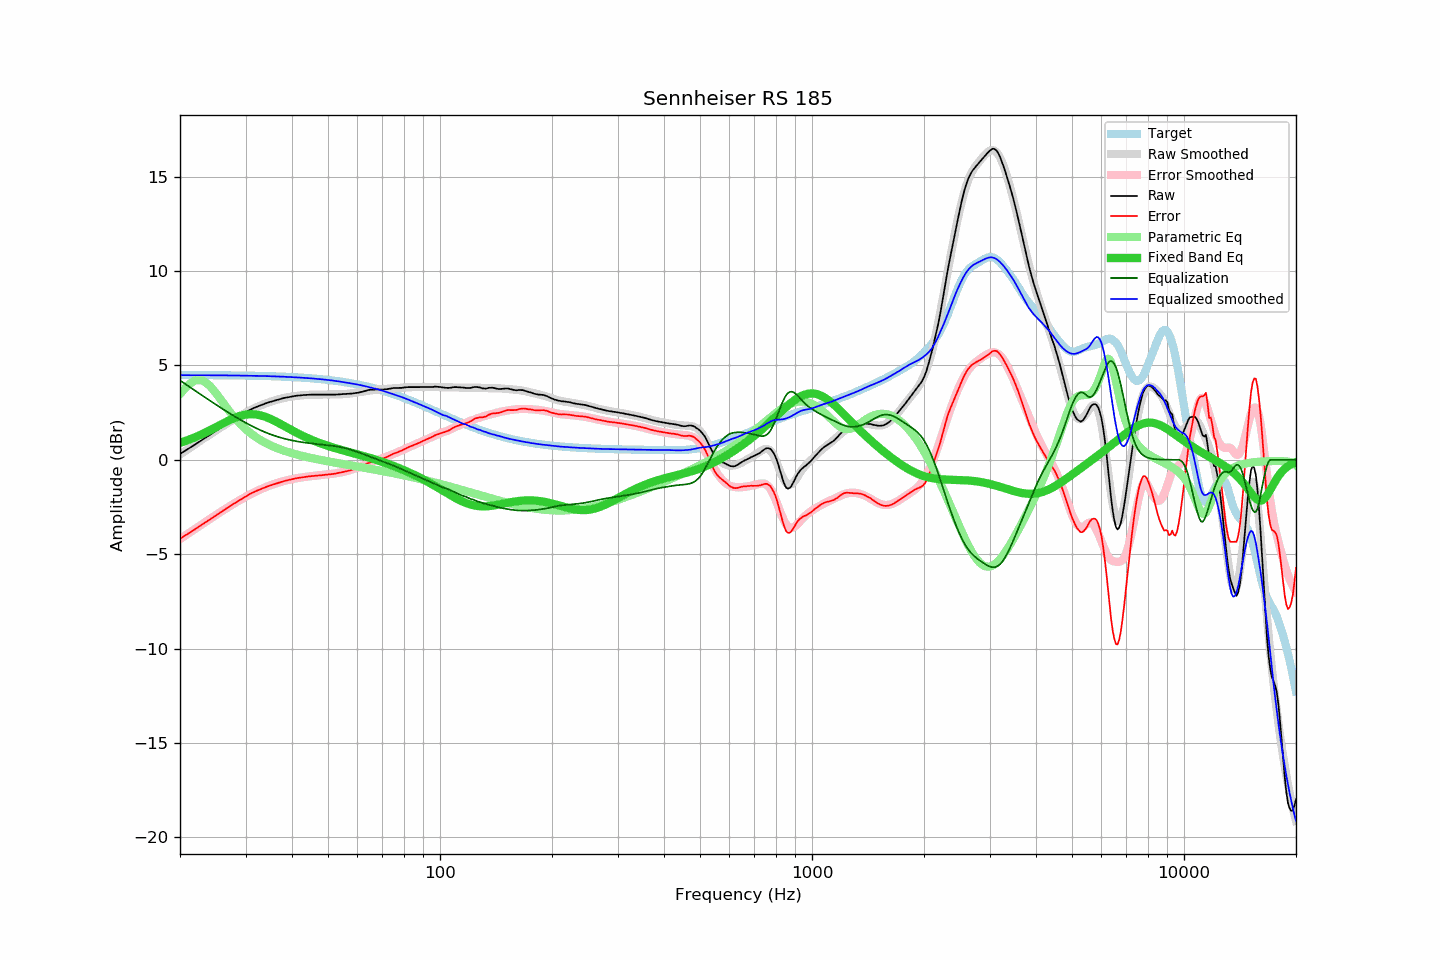 Sennheiser RS 185
Amplitude (dBr)
15
10
5
0
−5
−10
−15
−20
100
1000
10000
Frequency (Hz)
Target
Raw Smoothed
Error Smoothed
Raw
Error
Parametric Eq
Fixed Band Eq
Equalization
Equalized smoothed